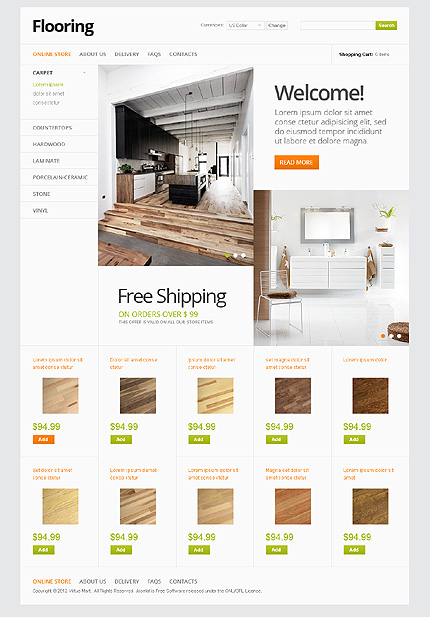 Flooring
Currencies: US Dollar Change Search
ONLINE STORE ABOUT US DELIVERY FAQS CONTACTS Shopping Cart: 0 items
CARPET
Lorem ipsum
dolor sit amet
consectetur
COUNTERTOPS
HARDWOOD
LAMINATE
PORCELAIN-CERAMIC
STONE
VINYL
Welcome!
Lorem ipsum dolor sit amet
conse ctetur adipisicing elit, sed
do eiusmod tempor incididunt
ut labore et dolore magna.
READ MORE
Free Shipping
ON ORDERS OVER $ 99
THIS OFFER IS VALID ON ALL OUR STORE ITEMS
Lorem ipsum dolor sit amet conse ctetur
Dolor sit amet conse ctetur
Ipsum dolor sit amet conse ctetur
Set magna dolor sit amet conse ctetur
Lorem ipsum dolor
$94.99 $94.99 $94.99 $94.99 $94.99
Add Add Add Add Add
Set dolor sit amet conse ctetur
Lorem ipsum amet conse ctetur
Lorem ipsum dolor sit amet conse ctetur
Magna set dolor sit amet conse ctetur
Lorem ipsum dolor sit amet
$94.99 $94.99 $94.99 $94.99 $94.99
Add Add Add Add Add
ONLINE STORE ABOUT US DELIVERY FAQS CONTACTS
Copyright © 2012 Virtue Mart. All Rights Reserved. Joomla! is Free Software released under the GNU/GPL License.